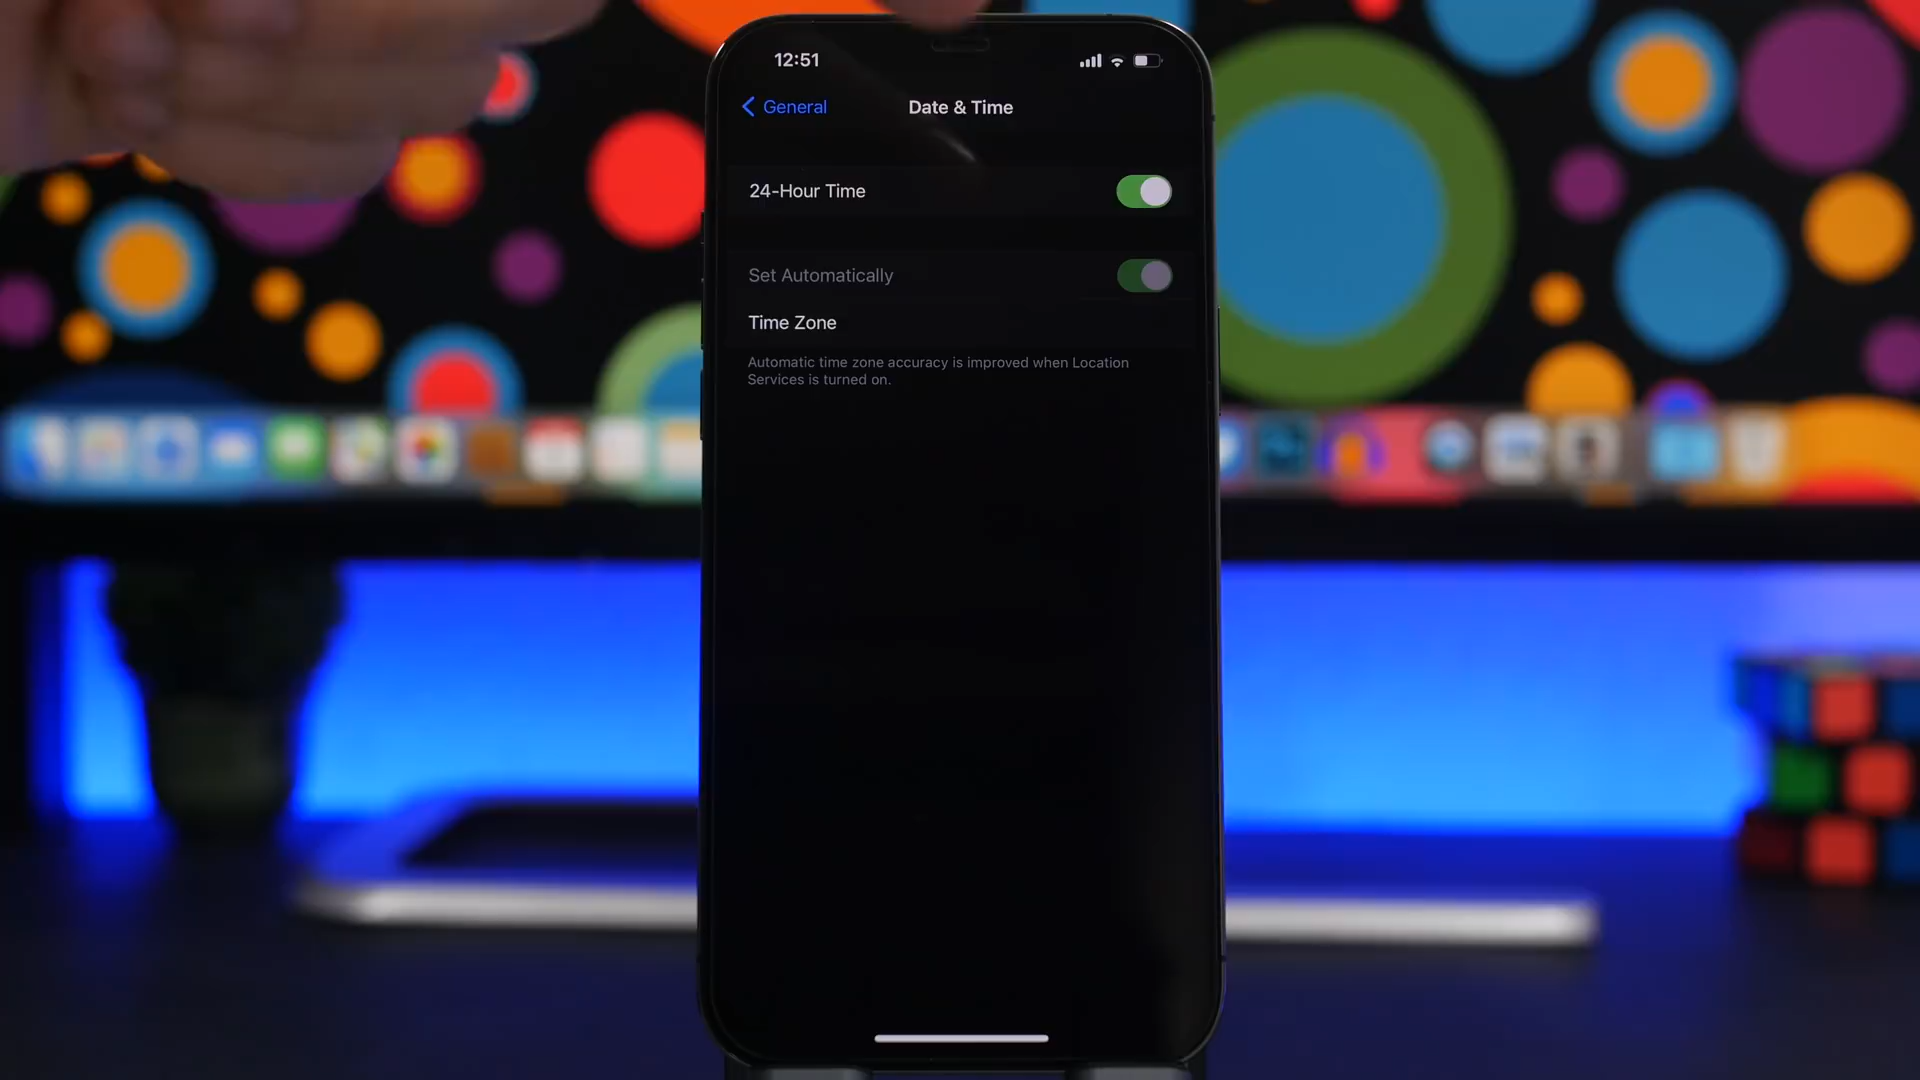 12:51
General
Date & Time
24-Hour Time
Set Automatically
Time Zone
Automatic time zone accuracy is improved when Location
Services is turned on.